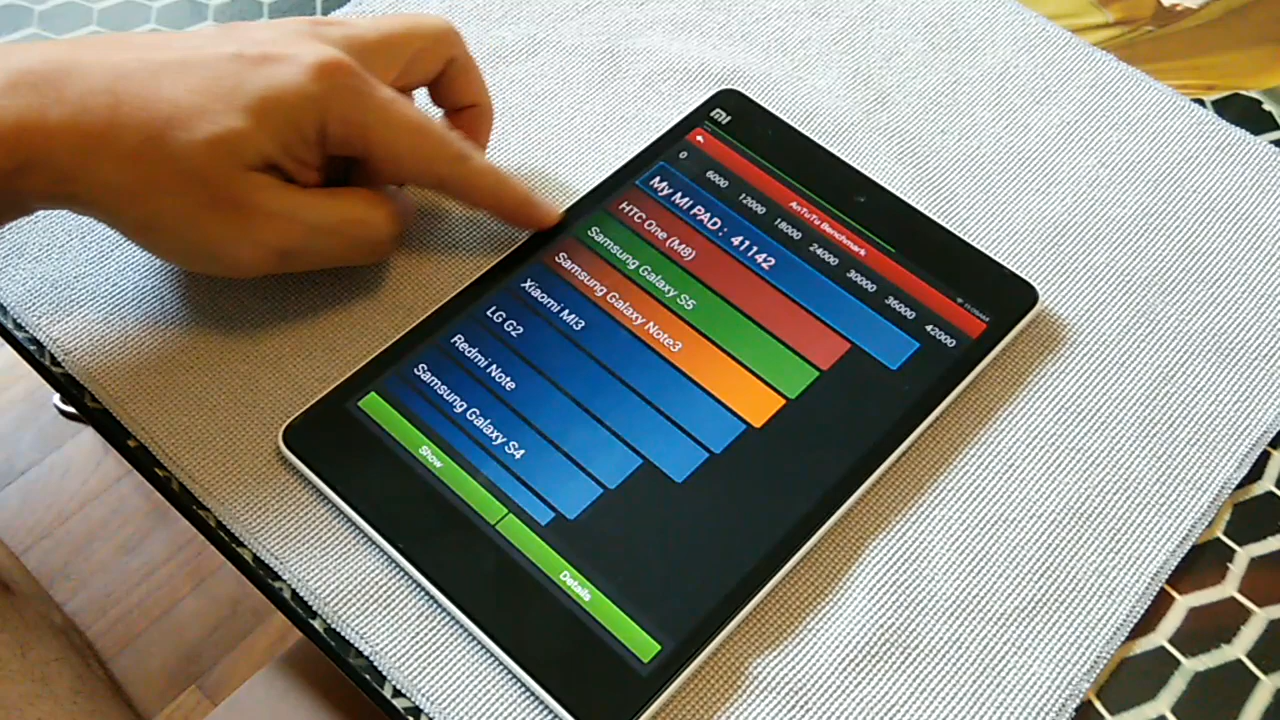 MI
AnTuTu Benchmark
0 6000 12000 18000 24000 30000 36000 42000
My MI PAD : 41142
HTC One (M8)
Samsung Galaxy S5
Samsung Galaxy Note3
Xiaomi MI3
LG G2
Redmi Note
Samsung Galaxy S4
Show
Details